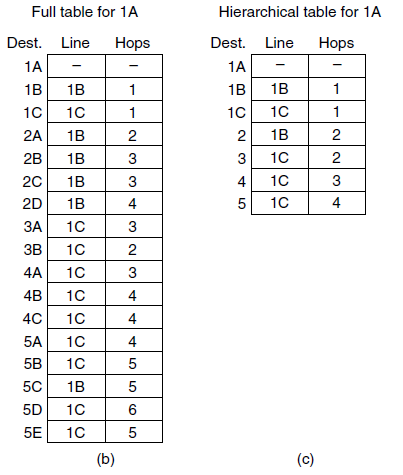 Full table for 1A
Dest. Line Hops
1A – –
1B 1B 1
1C 1C 1
2A 1B 2
2B 1B 3
2C 1B 3
2D 1B 4
3A 1C 3
3B 1C 2
4A 1C 3
4B 1C 4
4C 1C 4
5A 1C 4
5B 1C 5
5C 1B 5
5D 1C 6
5E 1C 5
(b)
Hierarchical table for 1A
Dest. Line Hops
1A – –
1B 1B 1
1C 1C 1
2 1B 2
3 1C 2
4 1C 3
5 1C 4
(c)